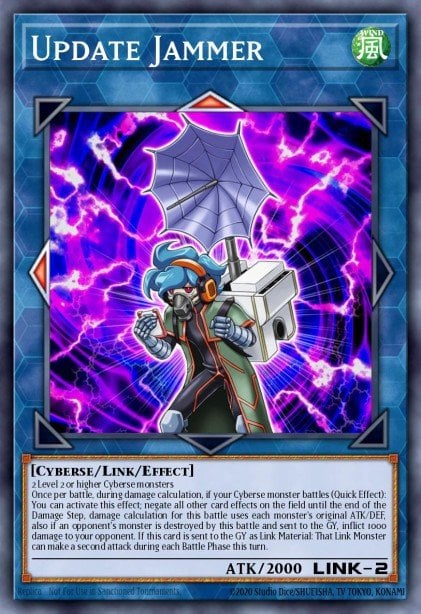 UPDATE JAMMER
WIND
風
[CYBERSE/LINK/EFFECT]
2 Level 2 or higher Cyberse monsters
Once per battle, during damage calculation, if your Cyberse monster battles (Quick Effect):
You can activate this effect; negate all other card effects on the field until the end of the
Damage Step, damage calculation for this battle uses each monster's original ATK/DEF,
also if an opponent's monster is destroyed by this battle and sent to the GY, inflict 1000
damage to your opponent. If this card is sent to the GY as Link Material: That Link Monster
can make a second attack during each Battle Phase this turn.
ATK/2000 LINK-2
Replica - Not For Use in Sanctioned Tornaments. ©2020 Studio Dice/SHUEISHA, TV TOKYO, KONAMI